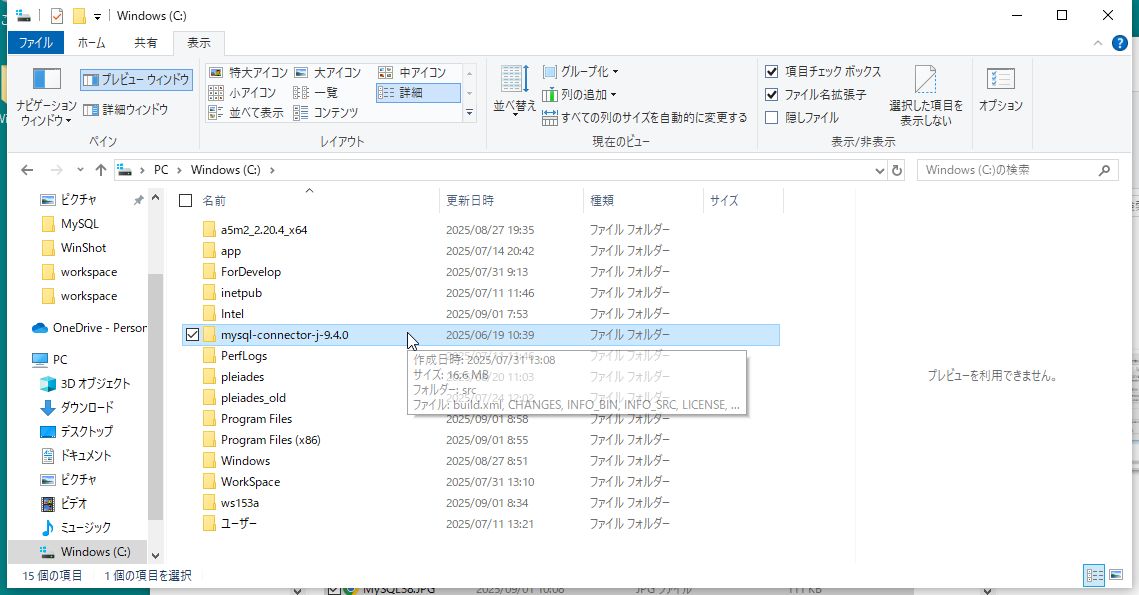 Windows (C:)
ファイル ホーム 共有 表示
ナビゲーション ウィンドウ
プレビュー ウィンドウ
詳細ウィンドウ
ペイン
特大アイコン 大アイコン 中アイコン
小アイコン 一覧 詳細
並べて表示 コンテンツ
レイアウト
並べ替え
グループ化
列の追加
すべての列のサイズを自動的に変更する
現在のビュー
項目チェック ボックス
ファイル名拡張子
隠しファイル
選択した項目を
表示しない
表示/非表示
オプション
PC > Windows (C:) >
Windows (C:)の検索
ピクチャ
MySQL
WinShot
workspace
workspace
OneDrive - Person
PC
3D オブジェクト
ダウンロード
デスクトップ
ドキュメント
ピクチャ
ビデオ
ミュージック
Windows (C:)
名前 更新日時 種類 サイズ
a5m2_2.20.4_x64 2025/08/27 19:35 ファイル フォルダー
app 2025/07/14 20:42 ファイル フォルダー
ForDevelop 2025/07/31 9:13 ファイル フォルダー
inetpub 2025/07/11 11:46 ファイル フォルダー
Intel 2025/09/01 7:53 ファイル フォルダー
mysql-connector-j-9.4.0 2025/06/19 10:39 ファイル フォルダー
PerfLogs ファイル フォルダー
pleiades 11:03 ファイル フォルダー
pleiades_old 12:02 ファイル フォルダー
Program Files 2025/09/01 8:58 ファイル フォルダー
Program Files (x86) 2025/09/01 8:55 ファイル フォルダー
Windows 2025/08/27 8:51 ファイル フォルダー
WorkSpace 2025/07/31 13:10 ファイル フォルダー
ws153a 2025/09/01 8:34 ファイル フォルダー
ユーザー 2025/07/11 13:21 ファイル フォルダー
作成日時: 2025/07/31 13:08
サイズ: 16.6 MB
フォルダー: src
ファイル: build.xml, CHANGES, INFO_BIN, INFO_SRC, LICENSE, ...
プレビューを利用できません。
15 個の項目 1 個の項目を選択
MySQL38.JPG 2025/09/01 10:08 JPG ファイル 111 KB